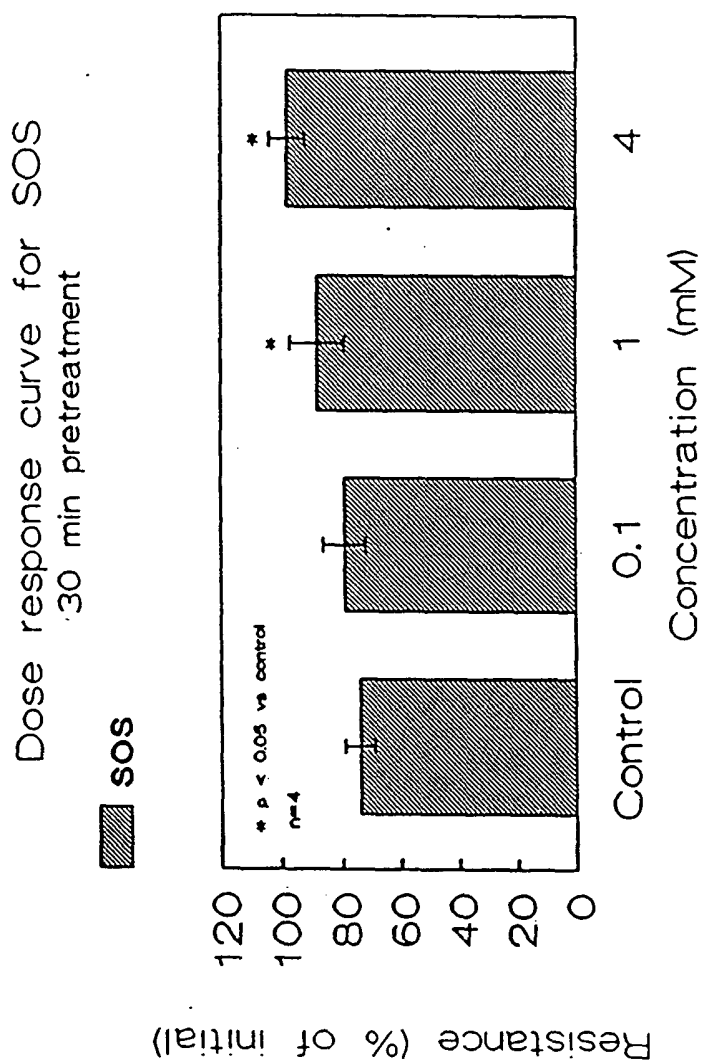 Dose response curve for SOS
30 min pretreatment
SOS
* p < 0.05 vs control
n=4
*
*
120
100
80
60
40
20
0
Resistance (% of initial)
Control
0.1
1
4
Concentration (mM)